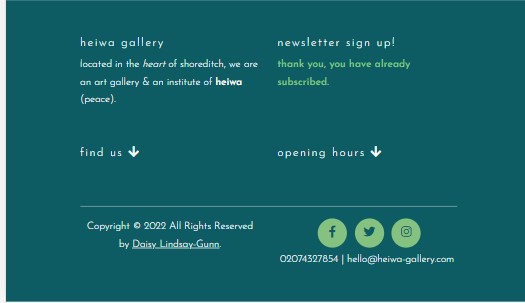 heiwa gallery
located in the heart of shoreditch, we are
an art gallery & an institute of heiwa
(peace).
newsletter sign up!
thank you, you have already
subscribed.
find us
opening hours
Copyright © 2022 All Rights Reserved
by Daisy Lindsay-Gunn.
02074327854 | hello@heiwa-gallery.com